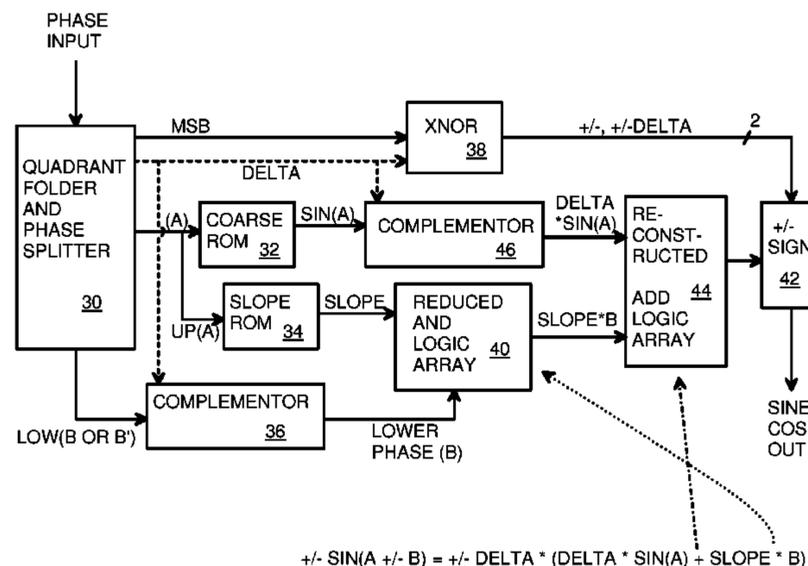 PHASE
INPUT
QUADRANT
FOLDER
AND
PHASE
SPLITTER
30
MSB
DELTA
XNOR
38
+/-, +/-DELTA
2
(A)
COARSE
ROM
32
SIN(A)
COMPLEMENTOR
46
DELTA
*SIN(A)
UP(A)
SLOPE
ROM
34
SLOPE
REDUCED
AND
LOGIC
ARRAY
40
SLOPE*B
RE-
CONST-
RUCTED
ADD
LOGIC
ARRAY
44
+/-
SIGN
42
LOW(B OR B')
COMPLEMENTOR
36
LOWER
PHASE (B)
SINE
COS
OUT
+/- SIN(A +/- B) = +/- DELTA * (DELTA * SIN(A) + SLOPE * B)